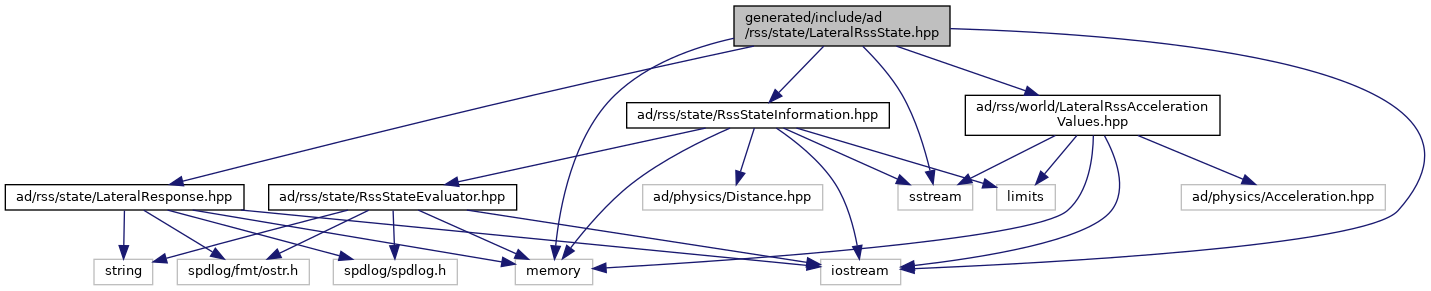 generated/include/ad
/rss/state/LateralRssState.hpp
ad/rss/state/RssStateInformation.hpp
ad/rss/world/LateralRssAcceleration
Values.hpp
ad/rss/state/LateralResponse.hpp
ad/rss/state/RssStateEvaluator.hpp
ad/physics/Distance.hpp
sstream
limits
ad/physics/Acceleration.hpp
string
spdlog/fmt/ostr.h
spdlog/spdlog.h
memory
iostream